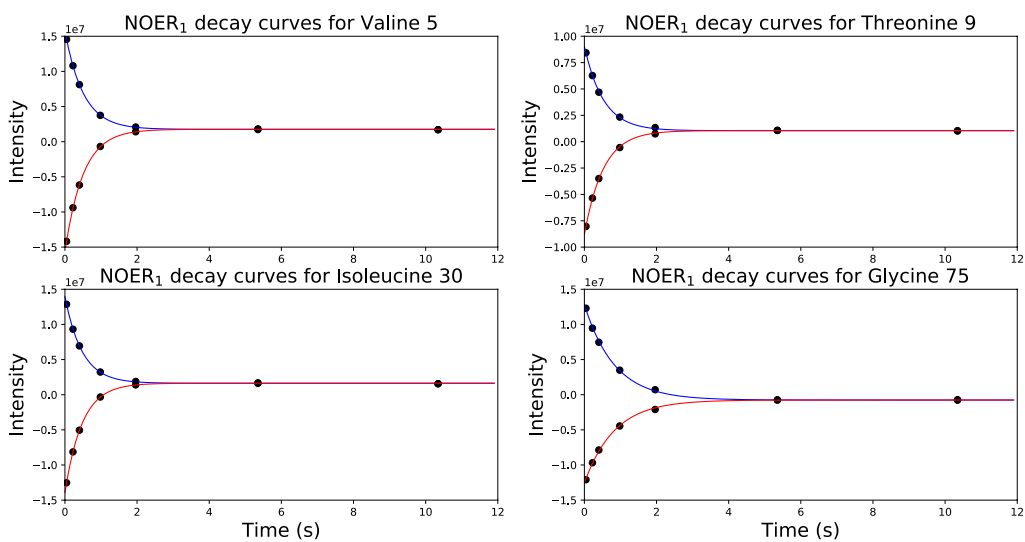 NOER₁ decay curves for Valine 5
1e7
Intensity
1.5
1.0
0.5
0.0
−0.5
−1.0
−1.5
0 2 4 6 8 10 12
NOER₁ decay curves for Threonine 9
1e7
Intensity
1.00
0.75
0.50
0.25
0.00
−0.25
−0.50
−0.75
−1.00
0 2 4 6 8 10 12
NOER₁ decay curves for Isoleucine 30
1e7
Intensity
1.5
1.0
0.5
0.0
−0.5
−1.0
−1.5
0 2 4 6 8 10 12
Time (s)
NOER₁ decay curves for Glycine 75
1e7
Intensity
1.5
1.0
0.5
0.0
−0.5
−1.0
−1.5
0 2 4 6 8 10 12
Time (s)